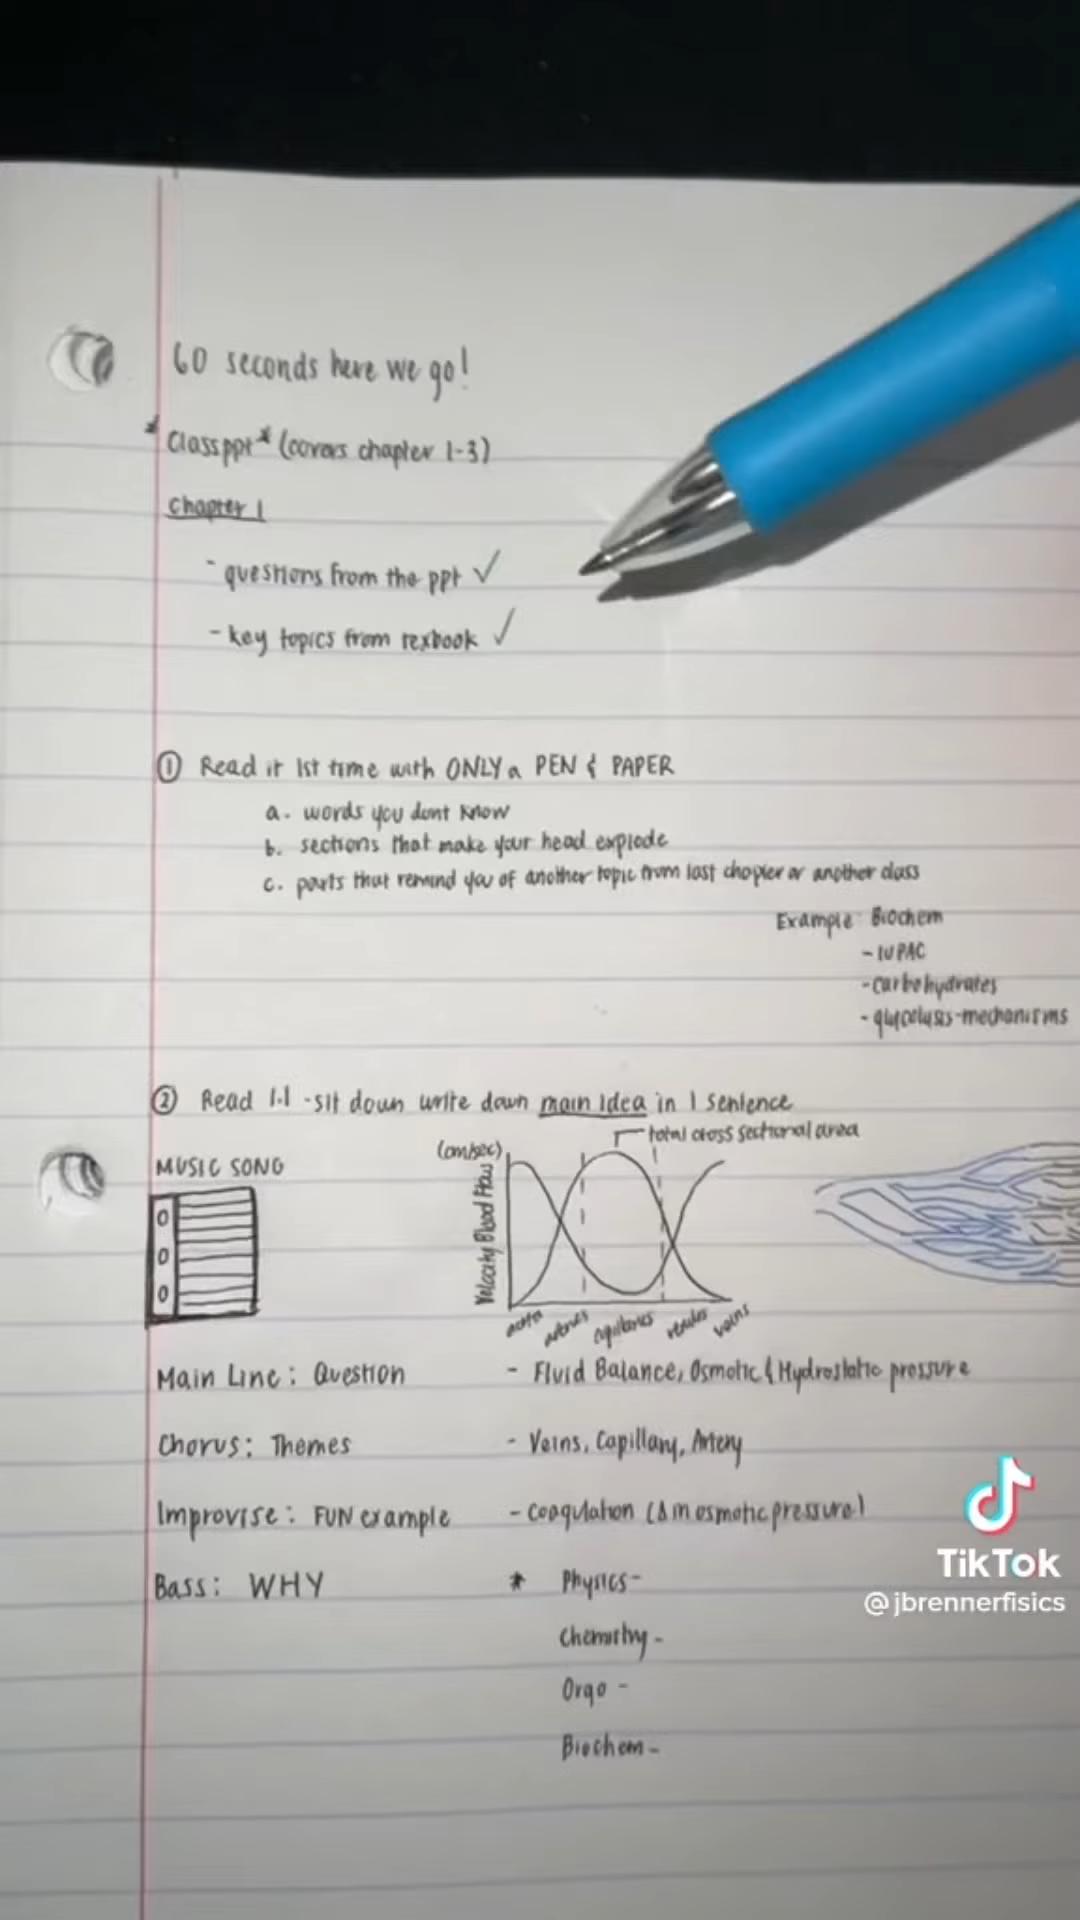 60 seconds here we go!
* Class ppt * (covers chapter 1-3)
Chapter 1
- questions from the ppt ✓
- key topics from texbook ✓
① Read it 1st time with ONLY a PEN & PAPER
a. words you dont know
b. sections that make your head explode
c. parts that remind you of another topic from last chapter or another class
Example: Biochem
- IUPAC
- carbohydrates
- glycolysis-mechanisms
② Read 1.1 - sit down write down main idea in 1 sentence
total cross sectional area
(cm/sec)
Velocity Blood Flow
MUSIC SONG
aorta arteries capillaries venules veins
Main Line: Question - Fluid Balance, Osmotic & Hydrostatic pressure
Chorus: Themes - Veins, Capillary, Artery
Improvise: FUN example - Coagulation (Δ in osmotic pressure)
Bass: WHY * Physics -
Chemistry -
Orgo -
Biochem -
TikTok
@jbrennerfisics